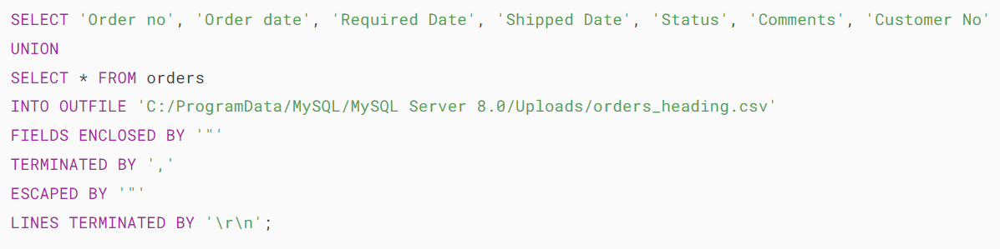 SELECT 'Order no', 'Order date', 'Required Date', 'Shipped Date', 'Status', 'Comments', 'Customer No'
UNION
SELECT * FROM orders
INTO OUTFILE 'C:/ProgramData/MySQL/MySQL Server 8.0/Uploads/orders_heading.csv'
FIELDS ENCLOSED BY '"'
TERMINATED BY ','
ESCAPED BY '"'
LINES TERMINATED BY '\r\n';